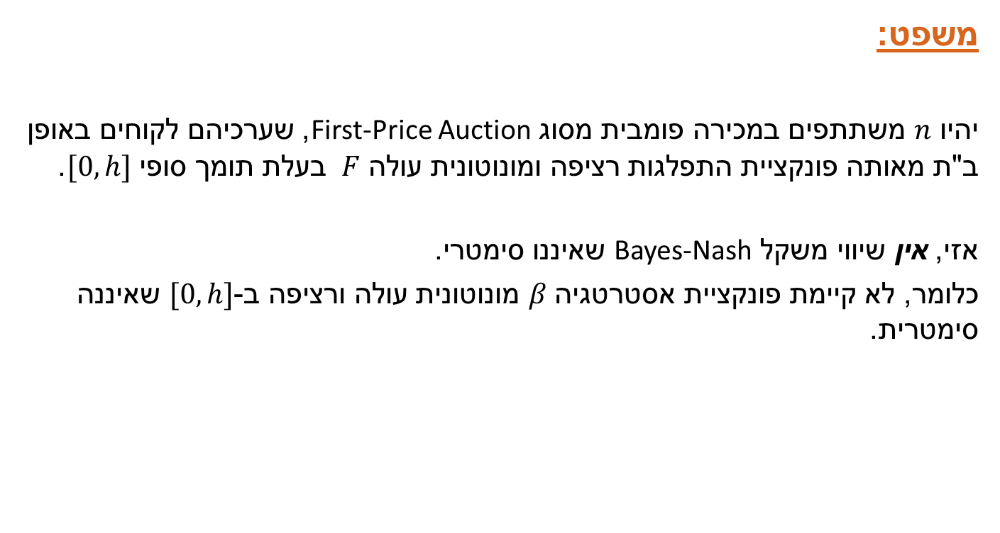 משפט:
יהיו n משתתפים במכירה פומבית מסוג First-Price Auction, שערכיהם לקוחים באופן
ב"ת מאותה פונקציית התפלגות רציפה ומונוטונית עולה F בעלת תומך סופי [0, h].
אזי, אין שיווי משקל Bayes-Nash שאיננו סימטרי.
כלומר, לא קיימת פונקציית אסטרטגיה β מונוטונית עולה ורציפה ב-[0, h] שאיננה
סימטרית.